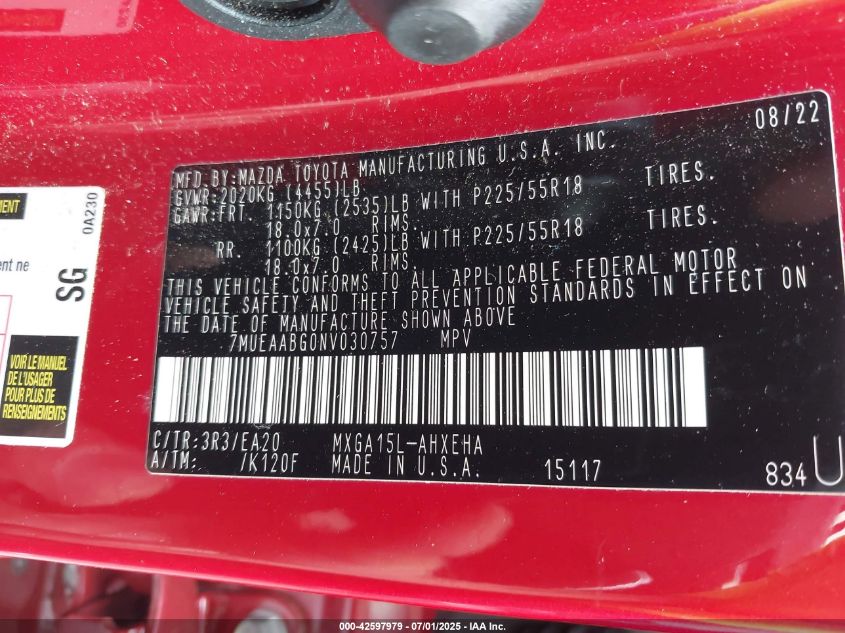 08/22
MFD.BY:MAZDA TOYOTA MANUFACTURING U.S.A. INC.
GVWR:2020KG (4455)LB
GAWR:FRT. 1150KG (2535)LB WITH P225/55R18 TIRES.
18.0x7.0 RIMS.
RR. 1100KG (2425)LB WITH P225/55R18 TIRES.
18.0x7.0 RIMS
THIS VEHICLE CONFORMS TO ALL APPLICABLE FEDERAL MOTOR
VEHICLE SAFETY AND THEFT PREVENTION STANDARDS IN EFFECT ON
THE DATE OF MANUFACTURE SHOWN ABOVE
7MUEAABG0NV030757 MPV
C/TR:3R3/EA20 MXGA15L-AHXEHA
A/TM: /K120F MADE IN U.S.A. 15117
834 U
0A230
ent ne
SG
VOIR LE MANUEL
DE L'USAGER
POUR PLUS DE
RENSEIGNEMENTS
000-42597979 - 07/01/2025 - IAA Inc.